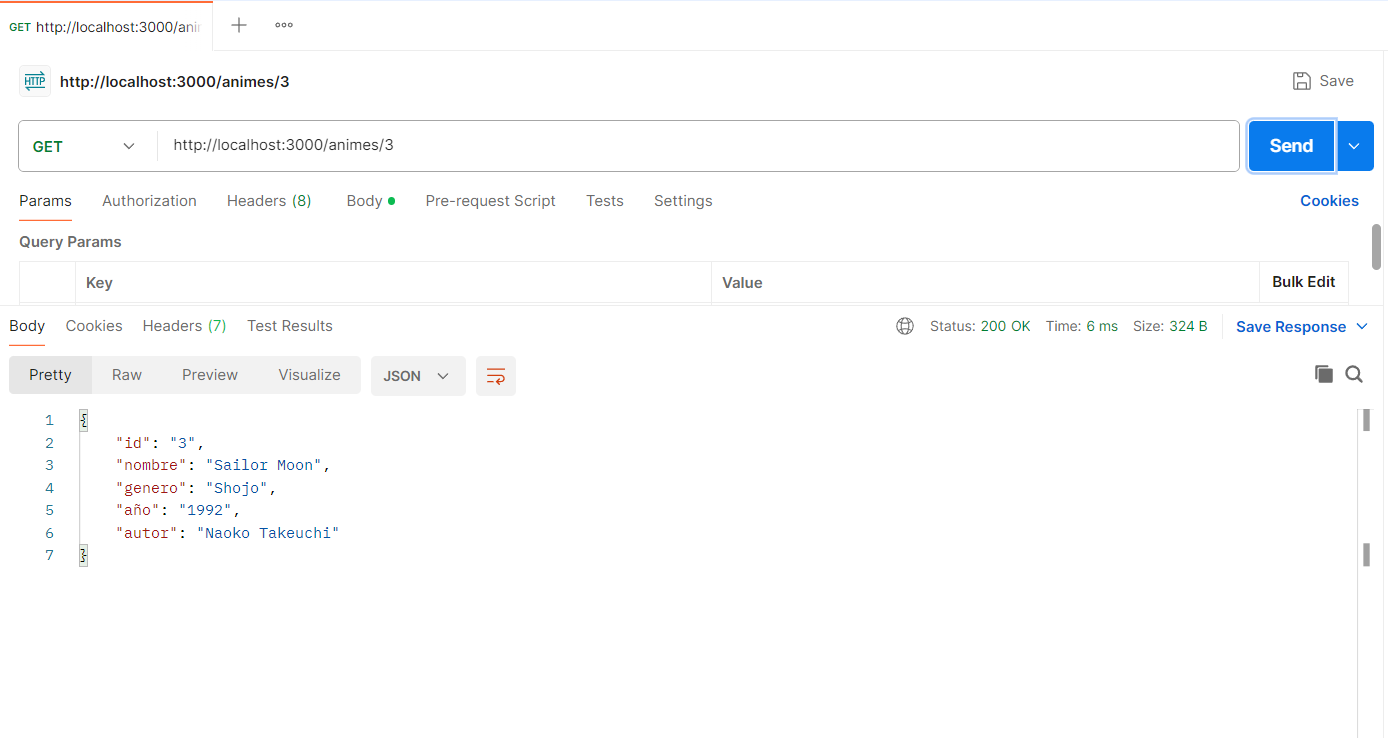 GET http://localhost:3000/ani
HTTP http://localhost:3000/animes/3 Save
GET http://localhost:3000/animes/3 Send
Params Authorization Headers (8) Body Pre-request Script Tests Settings Cookies
Query Params
Key Value Bulk Edit
Body Cookies Headers (7) Test Results Status: 200 OK Time: 6 ms Size: 324 B Save Response
Pretty Raw Preview Visualize JSON
1 {
2 "id": "3",
3 "nombre": "Sailor Moon",
4 "genero": "Shojo",
5 "año": "1992",
6 "autor": "Naoko Takeuchi"
7 }